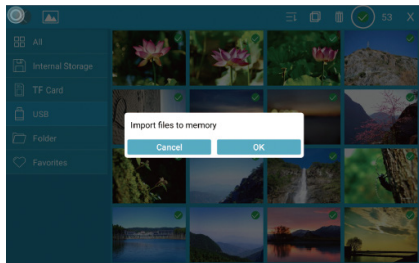 53 X
All
Internal Storage
TF Card
USB
Folder
Favorites
Import files to memory
Cancel OK